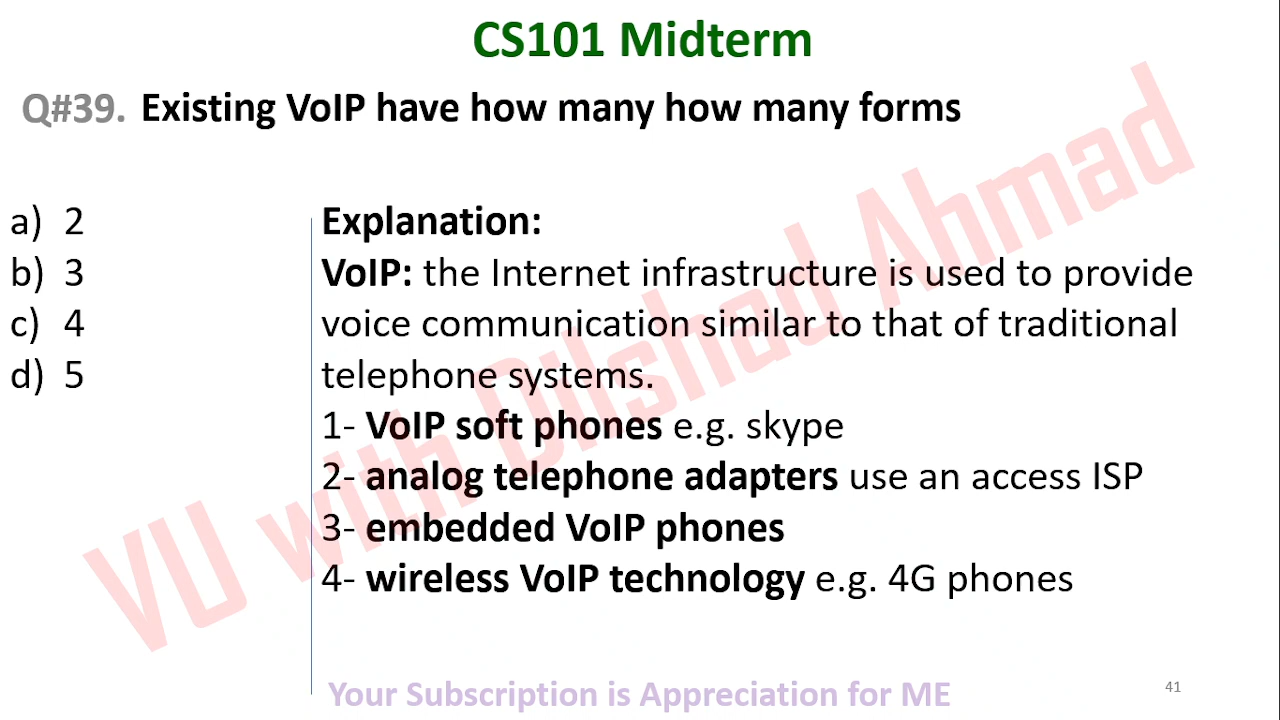 CS101 Midterm
Q#39. Existing VoIP have how many how many forms
a) 2
b) 3
c) 4
d) 5
Explanation:
VoIP: the Internet infrastructure is used to provide
voice communication similar to that of traditional
telephone systems.
1- VoIP soft phones e.g. skype
2- analog telephone adapters use an access ISP
3- embedded VoIP phones
4- wireless VoIP technology e.g. 4G phones
VU with Dilshad Ahmad
Your Subscription is Appreciation for ME
41